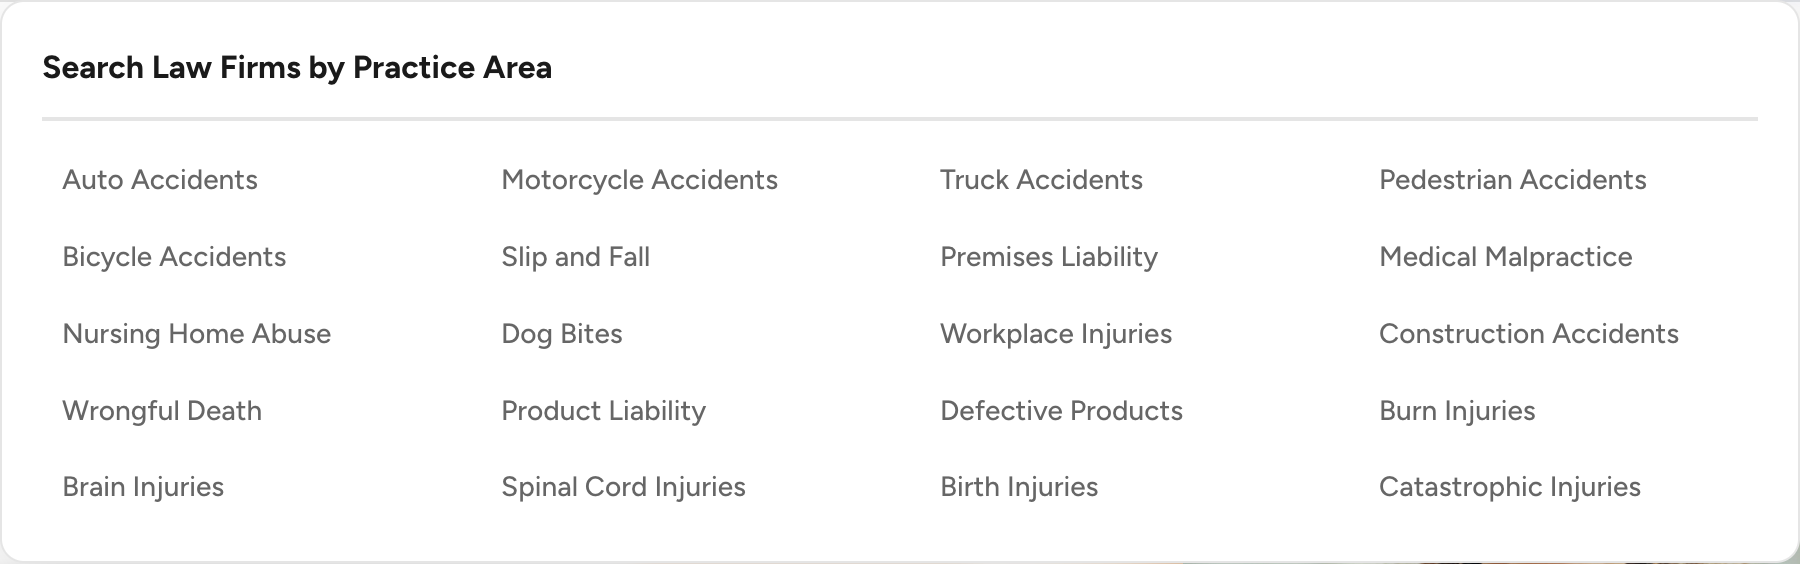 Search Law Firms by Practice Area
Auto Accidents
Motorcycle Accidents
Truck Accidents
Pedestrian Accidents
Bicycle Accidents
Slip and Fall
Premises Liability
Medical Malpractice
Nursing Home Abuse
Dog Bites
Workplace Injuries
Construction Accidents
Wrongful Death
Product Liability
Defective Products
Burn Injuries
Brain Injuries
Spinal Cord Injuries
Birth Injuries
Catastrophic Injuries